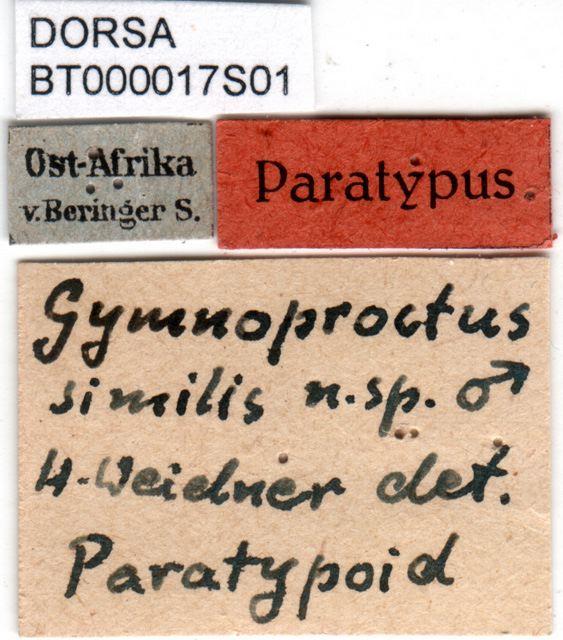 DORSA
BT000017S01
Ost-Afrika
v. Beringer S.
Paratypus
Gymnoproctus
similis n.sp. ♂
H. Weidner det.
Paratypoid